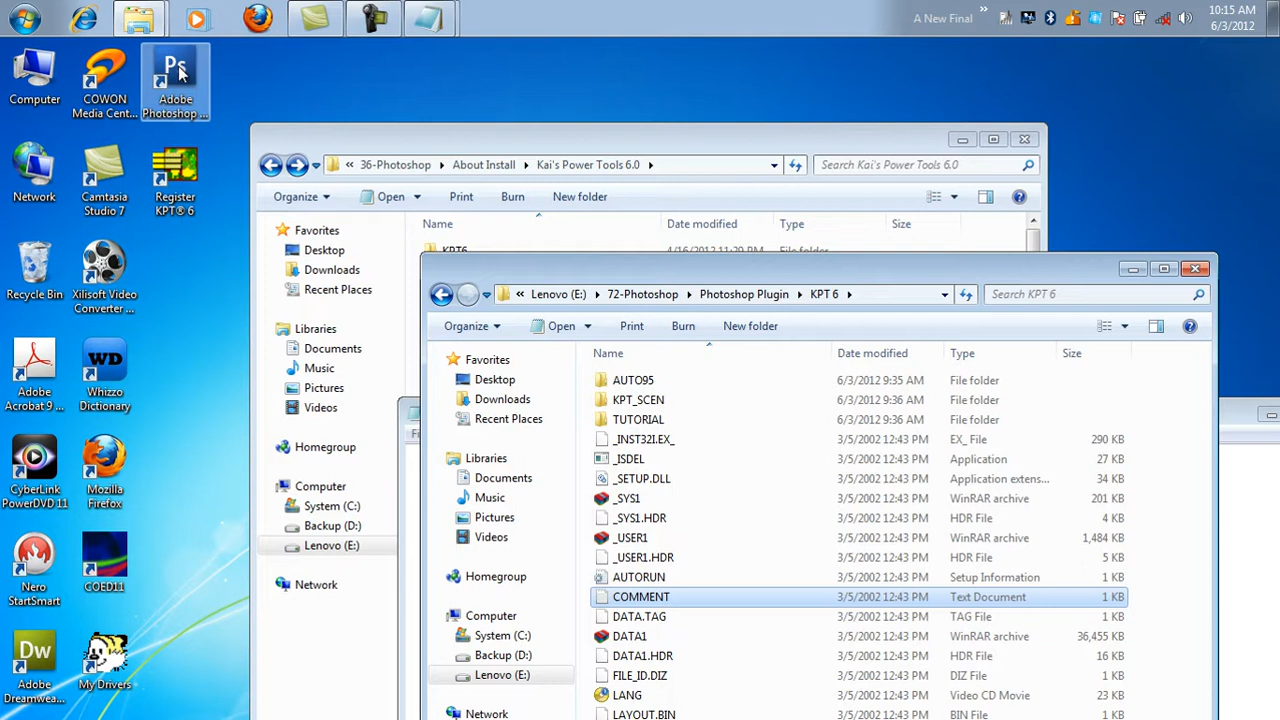 A New Final
»
10:15 AM
6/3/2012
Computer
COWON
Media Cent...
Ps
Adobe
Photoshop ...
Network
Camtasia
Studio 7
Register
KPT® 6
Recycle Bin
Xilisoft Video
Converter ...
Adobe
Acrobat 9 ...
WD
Whizzo
Dictionary
CyberLink
PowerDVD 11
Mozilla
Firefox
Nero
StartSmart
COED11
Dw
Adobe
Dreamwea...
My Drivers
« 36-Photoshop About Install Kai's Power Tools 6.0
Search Kai's Power Tools 6.0
Organize Open Print Burn New folder
Favorites
Desktop
Downloads
Recent Places
Libraries
Documents
Music
Pictures
Videos
Homegroup
Computer
System (C:)
Backup (D:)
Lenovo (E:)
Network
Name Date modified Type Size
KPT6 4/16/2012 11:29 PM File folder
« Lenovo (E:) 72-Photoshop Photoshop Plugin KPT 6
Search KPT 6
Organize Open Print Burn New folder
Favorites
Desktop
Downloads
Recent Places
Libraries
Documents
Music
Pictures
Videos
Homegroup
Computer
System (C:)
Backup (D:)
Lenovo (E:)
Network
Name Date modified Type Size
AUTO95 6/3/2012 9:35 AM File folder
KPT_SCEN 6/3/2012 9:36 AM File folder
TUTORIAL 6/3/2012 9:36 AM File folder
_INST32I.EX_ 3/5/2002 12:43 PM EX_ File 290 KB
_ISDEL 3/5/2002 12:43 PM Application 27 KB
_SETUP.DLL 3/5/2002 12:43 PM Application extens... 34 KB
_SYS1 3/5/2002 12:43 PM WinRAR archive 201 KB
_SYS1.HDR 3/5/2002 12:43 PM HDR File 4 KB
_USER1 3/5/2002 12:43 PM WinRAR archive 1,484 KB
_USER1.HDR 3/5/2002 12:43 PM HDR File 5 KB
AUTORUN 3/5/2002 12:43 PM Setup Information 1 KB
COMMENT 3/5/2002 12:43 PM Text Document 1 KB
DATA.TAG 3/5/2002 12:43 PM TAG File 1 KB
DATA1 3/5/2002 12:43 PM WinRAR archive 36,455 KB
DATA1.HDR 3/5/2002 12:43 PM HDR File 16 KB
FILE_ID.DIZ 3/5/2002 12:43 PM DIZ File 1 KB
LANG 3/5/2002 12:43 PM Video CD Movie 23 KB
LAYOUT.BIN 3/5/2002 12:43 PM BIN File 1 KB